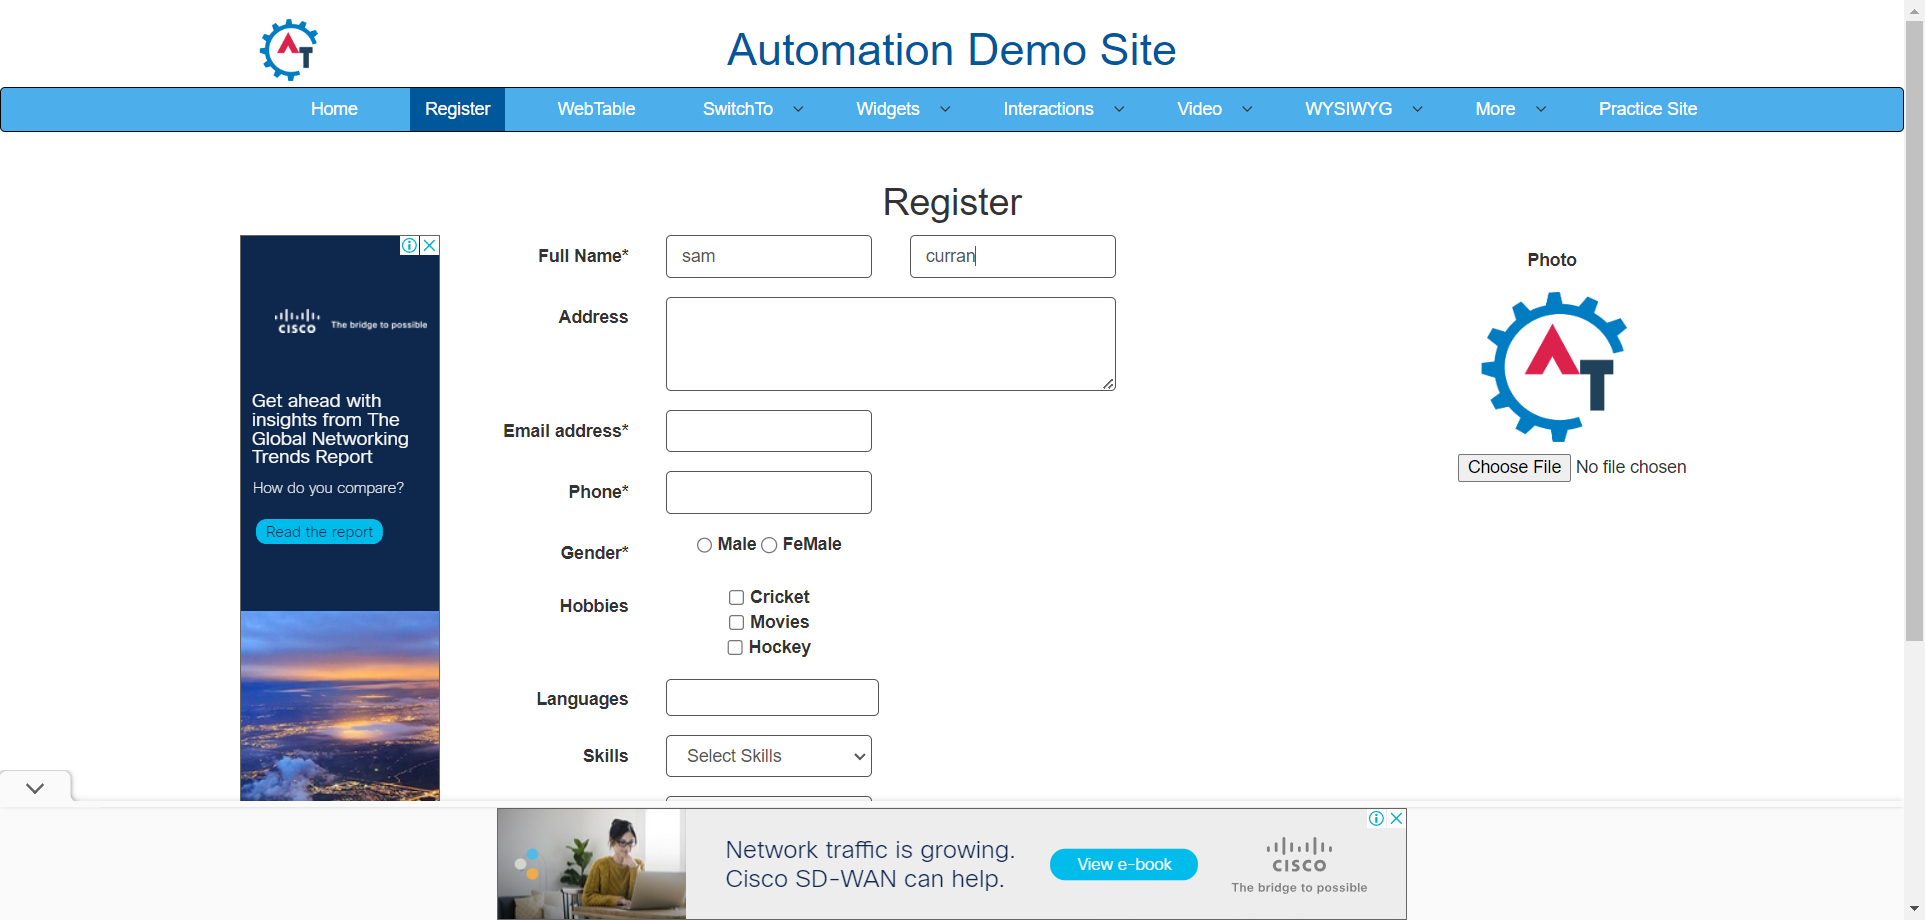 AT
Automation Demo Site
Home
Register
WebTable
SwitchTo
Widgets
Interactions
Video
WYSIWYG
More
Practice Site
Register
Full Name*
sam
curran
Address
Email address*
Phone*
Gender*
Male
FeMale
Hobbies
Cricket
Movies
Hockey
Languages
Skills
Select Skills
Photo
AT
Choose File No file chosen
CISCO The bridge to possible
Get ahead with
insights from The
Global Networking
Trends Report
How do you compare?
Read the report
Network traffic is growing.
Cisco SD-WAN can help.
View e-book
CISCO
The bridge to possible